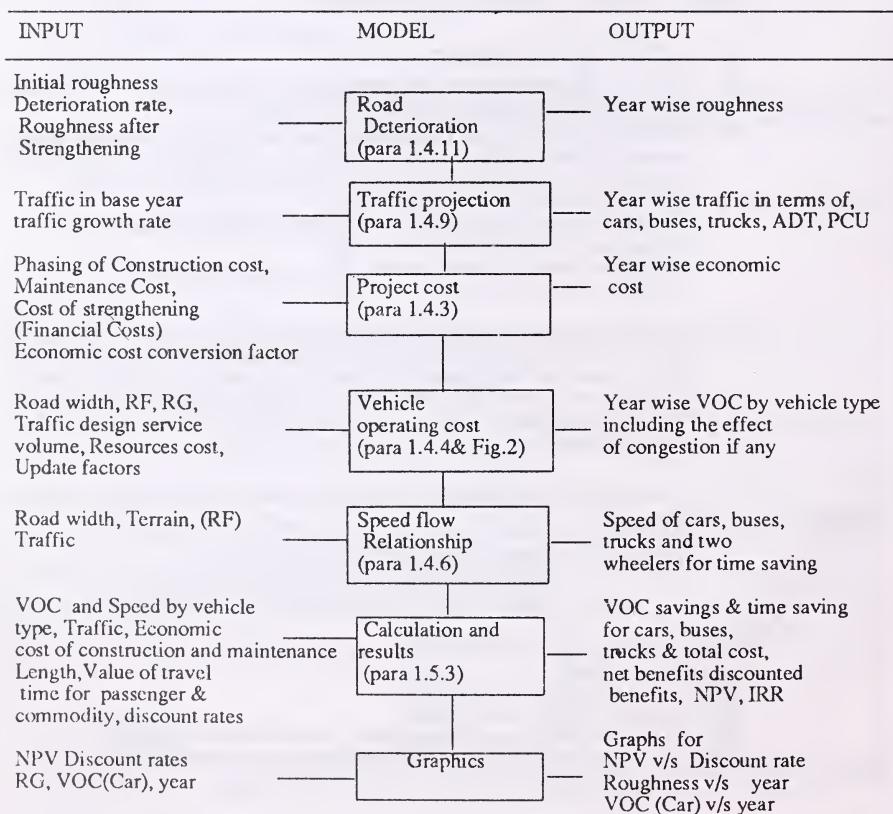 INPUT MODEL OUTPUT
Initial roughness
Deterioration rate,
Roughness after
Strengthening
Road
Deterioration
(para 1.4.11)
Year wise roughness
Traffic in base year
traffic growth rate
Traffic projection
(para 1.4.9)
Year wise traffic in terms of,
cars, buses, trucks, ADT, PCU
Phasing of Construction cost,
Maintenance Cost,
Cost of strengthening
(Financial Costs)
Economic cost conversion factor
Project cost
(para 1.4.3)
Year wise economic
cost
Road width, RF, RG,
Traffic design service
volume, Resources cost,
Update factors
Vehicle
operating cost
(para 1.4.4& Fig.2)
Year wise VOC by vehicle type
including the effect
of congestion if any
Road width, Terrain, (RF)
Traffic
Speed flow
Relationship
(para 1.4.6)
Speed of cars, buses,
trucks and two
wheelers for time saving
VOC and Speed by vehicle
type, Traffic, Economic
cost of construction and maintenance
Length,Value of travel
time for passenger &
commodity, discount rates
Calculation and
results
(para 1.5.3)
VOC savings & time saving
for cars, buses,
trucks & total cost,
net benefits discounted
benefits, NPV, IRR
NPV Discount rates
RG, VOC(Car), year
Graphics
Graphs for
NPV v/s Discount rate
Roughness v/s year
VOC (Car) v/s year